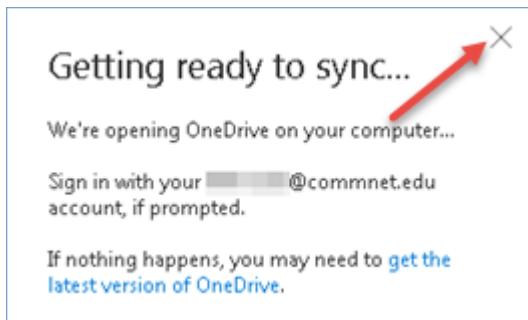 Getting ready to sync...
We're opening OneDrive on your computer...
Sign in with your @commnet.edu
account, if prompted.
If nothing happens, you may need to get the
latest version of OneDrive.